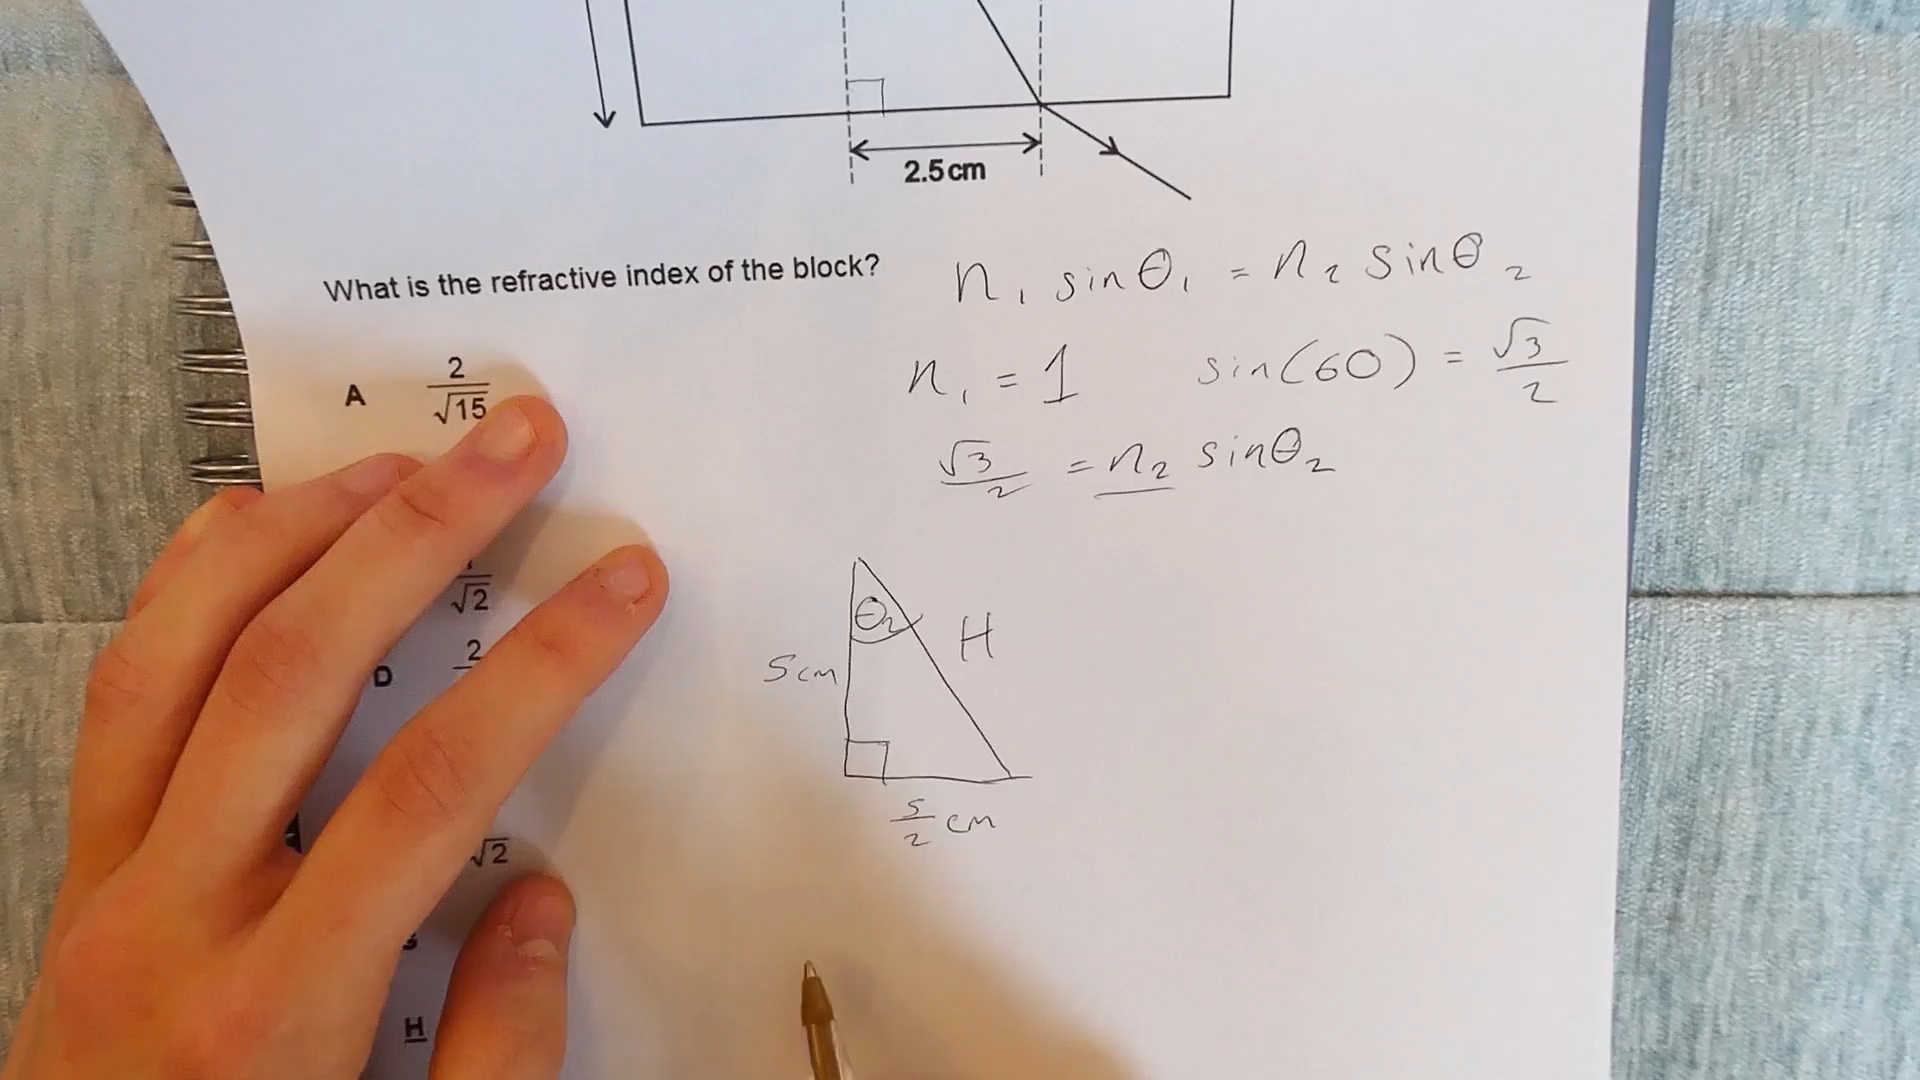 2.5cm
What is the refractive index of the block?
n₁ sinθ₁ = n₂ sinθ₂
n₁ = 1 sin(60) = √3/2
√3/2 = n₂ sinθ₂
A 2/√15
√2
D 2
√2
H
θ₂
H
5cm
5/2 cm